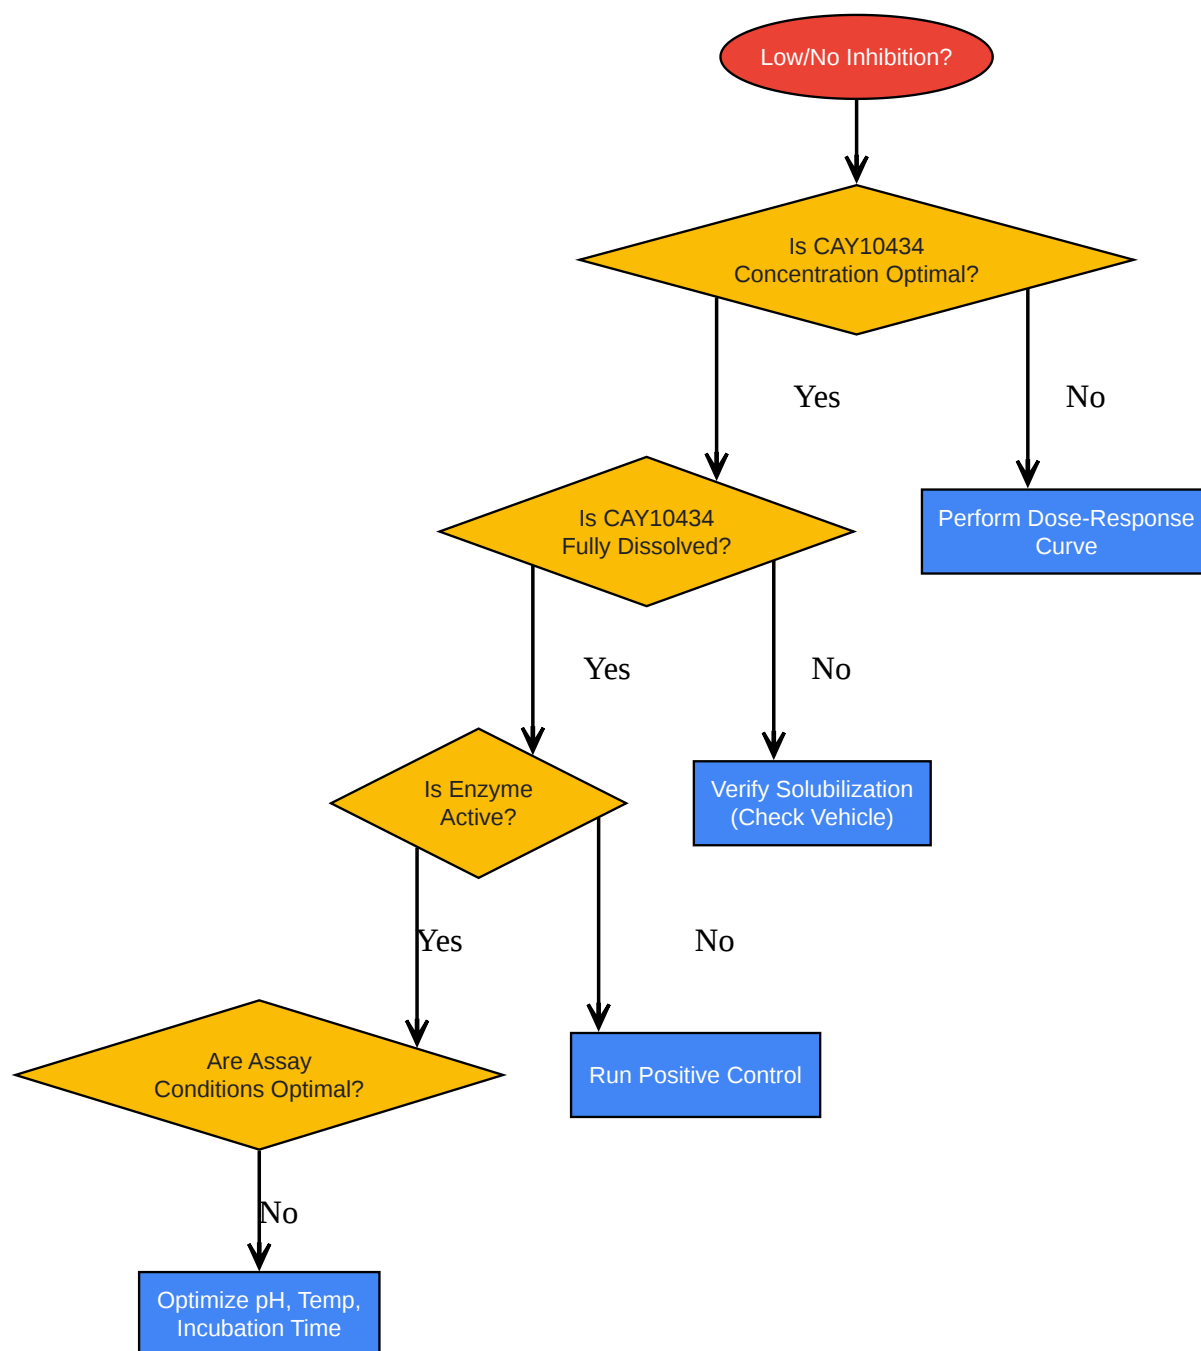 Low/No Inhibition?
Is CAY10434
Concentration Optimal?
Yes
No
Is CAY10434
Fully Dissolved?
Perform Dose-Response
Curve
Yes
No
Is Enzyme
Active?
Verify Solubilization
(Check Vehicle)
Yes
No
Are Assay
Conditions Optimal?
Run Positive Control
No
Optimize pH, Temp,
Incubation Time